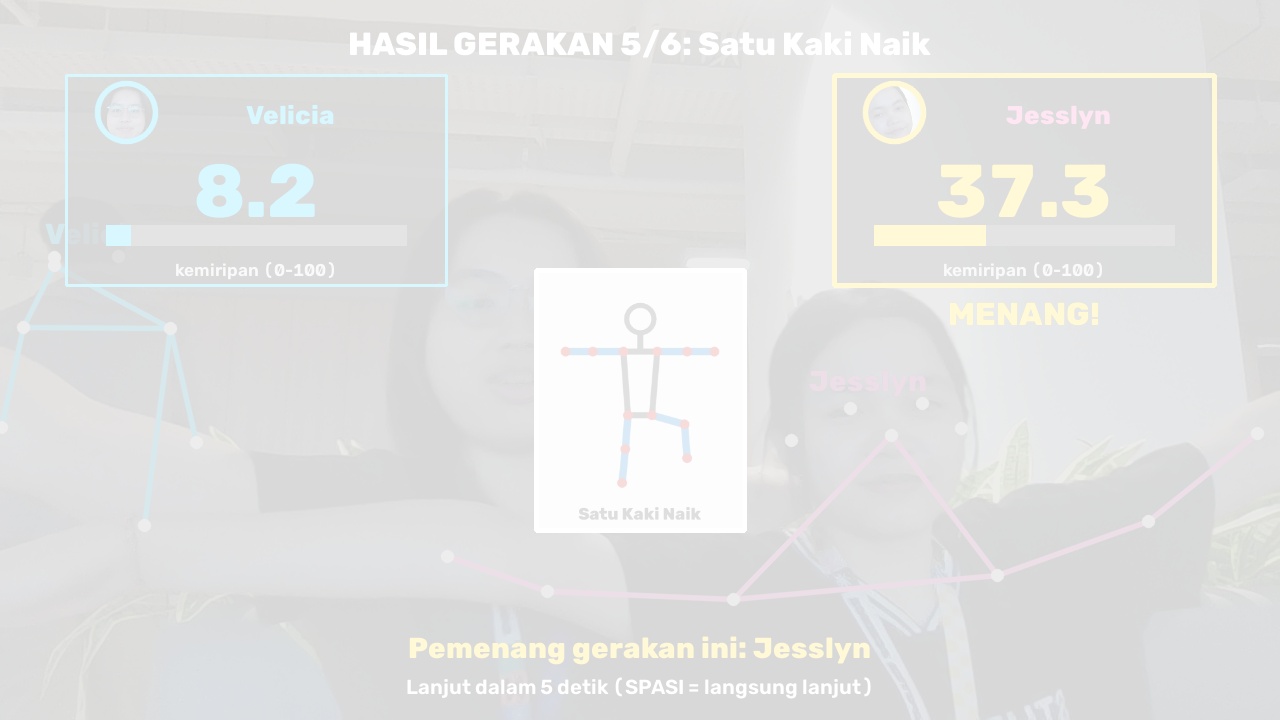 HASIL GERAKAN 5/6: Satu Kaki Naik
Velicia
8.2
kemiripan (0-100)
Jesslyn
37.3
kemiripan (0-100)
MENANG!
Jesslyn
Satu Kaki Naik
Pemenang gerakan ini: Jesslyn
Lanjut dalam 5 detik (SPASI = langsung lanjut)